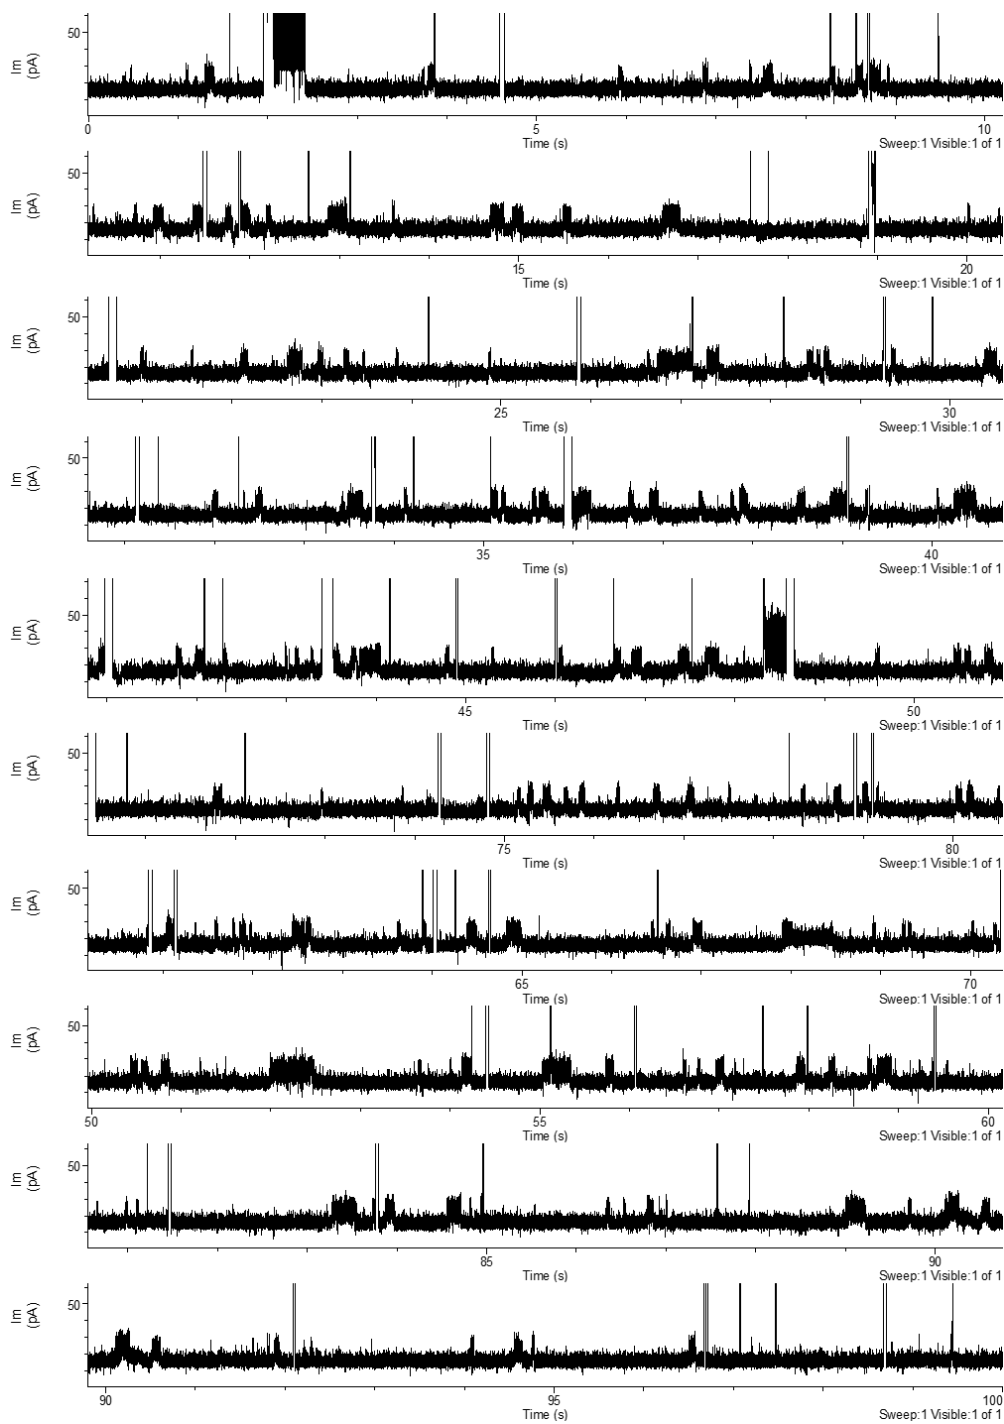 Im
(pA)
50
0 5 10
Time (s) Sweep:1 Visible:1 of 1
Im
(pA)
50
15 20
Time (s) Sweep:1 Visible:1 of 1
Im
(pA)
50
25 30
Time (s) Sweep:1 Visible:1 of 1
Im
(pA)
50
35 40
Time (s) Sweep:1 Visible:1 of 1
Im
(pA)
50
45 50
Time (s) Sweep:1 Visible:1 of 1
Im
(pA)
50
75 80
Time (s) Sweep:1 Visible:1 of 1
Im
(pA)
50
65 70
Time (s) Sweep:1 Visible:1 of 1
Im
(pA)
50
50 55 60
Time (s) Sweep:1 Visible:1 of 1
Im
(pA)
50
85 90
Time (s) Sweep:1 Visible:1 of 1
Im
(pA)
50
90 95 100
Time (s) Sweep:1 Visible:1 of 1